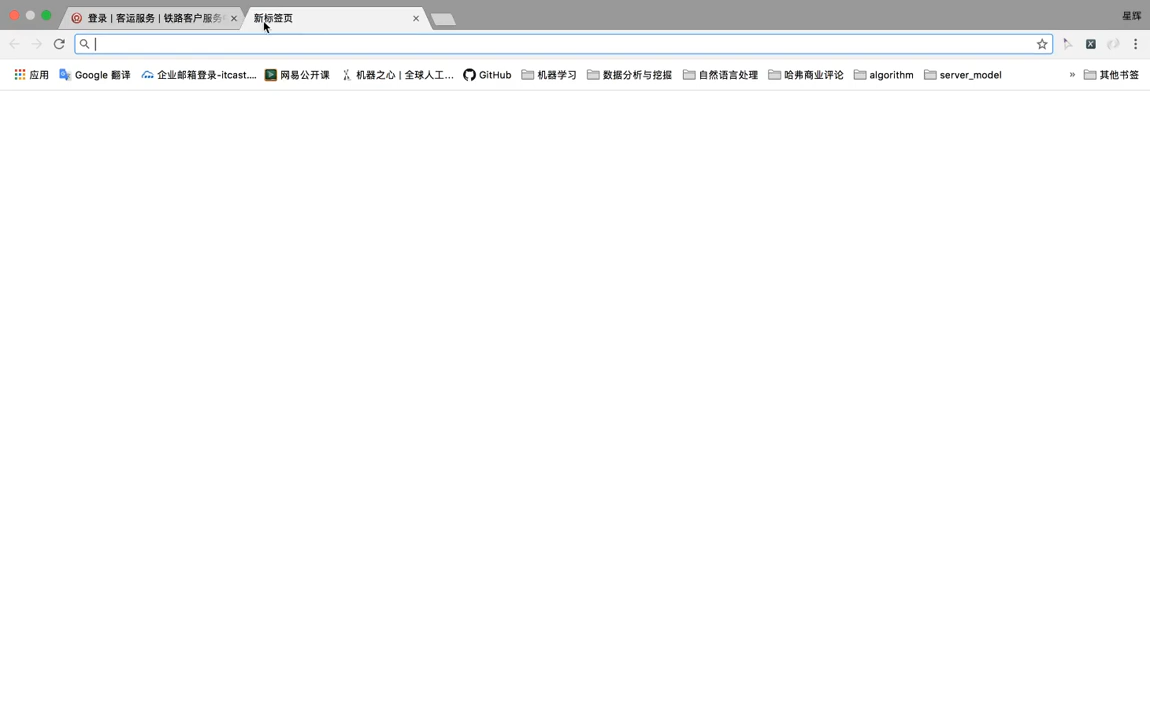 登录 | 客运服务 | 铁路客户服务
新标签页
星辉
应用
Google 翻译
企业邮箱登录-itcast....
网易公开课
机器之心 | 全球人工...
GitHub
机器学习
数据分析与挖掘
自然语言处理
哈弗商业评论
algorithm
server_model
»
其他书签